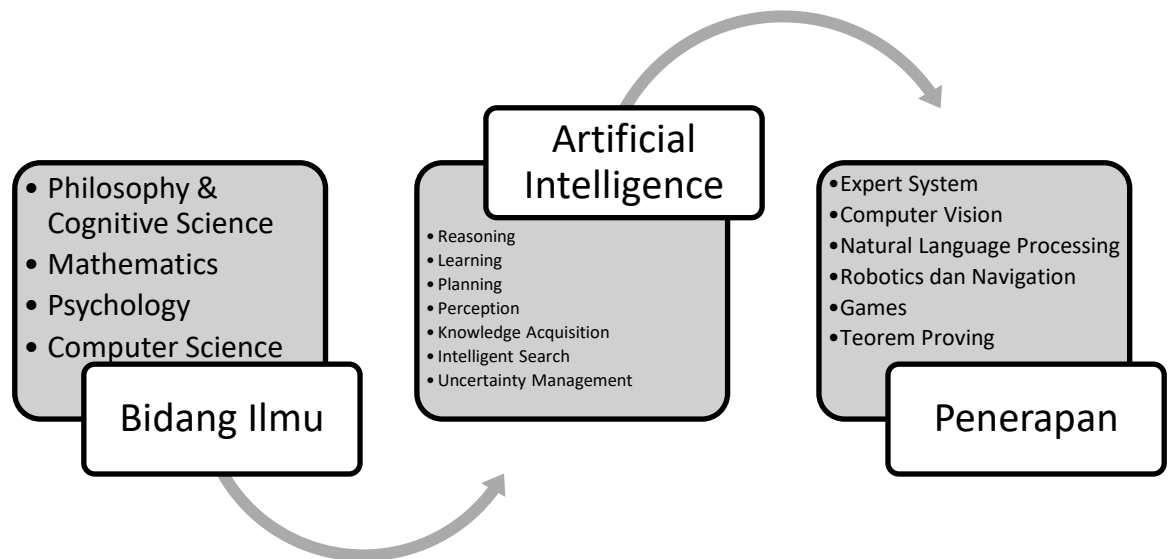 • Philosophy &
Cognitive Science
• Mathematics
• Psychology
• Computer Science
Bidang Ilmu
Artificial
Intelligence
• Reasoning
• Learning
• Planning
• Perception
• Knowledge Acquisition
• Intelligent Search
• Uncertainty Management
•Expert System
•Computer Vision
•Natural Language Processing
•Robotics dan Navigation
•Games
•Teorem Proving
Penerapan